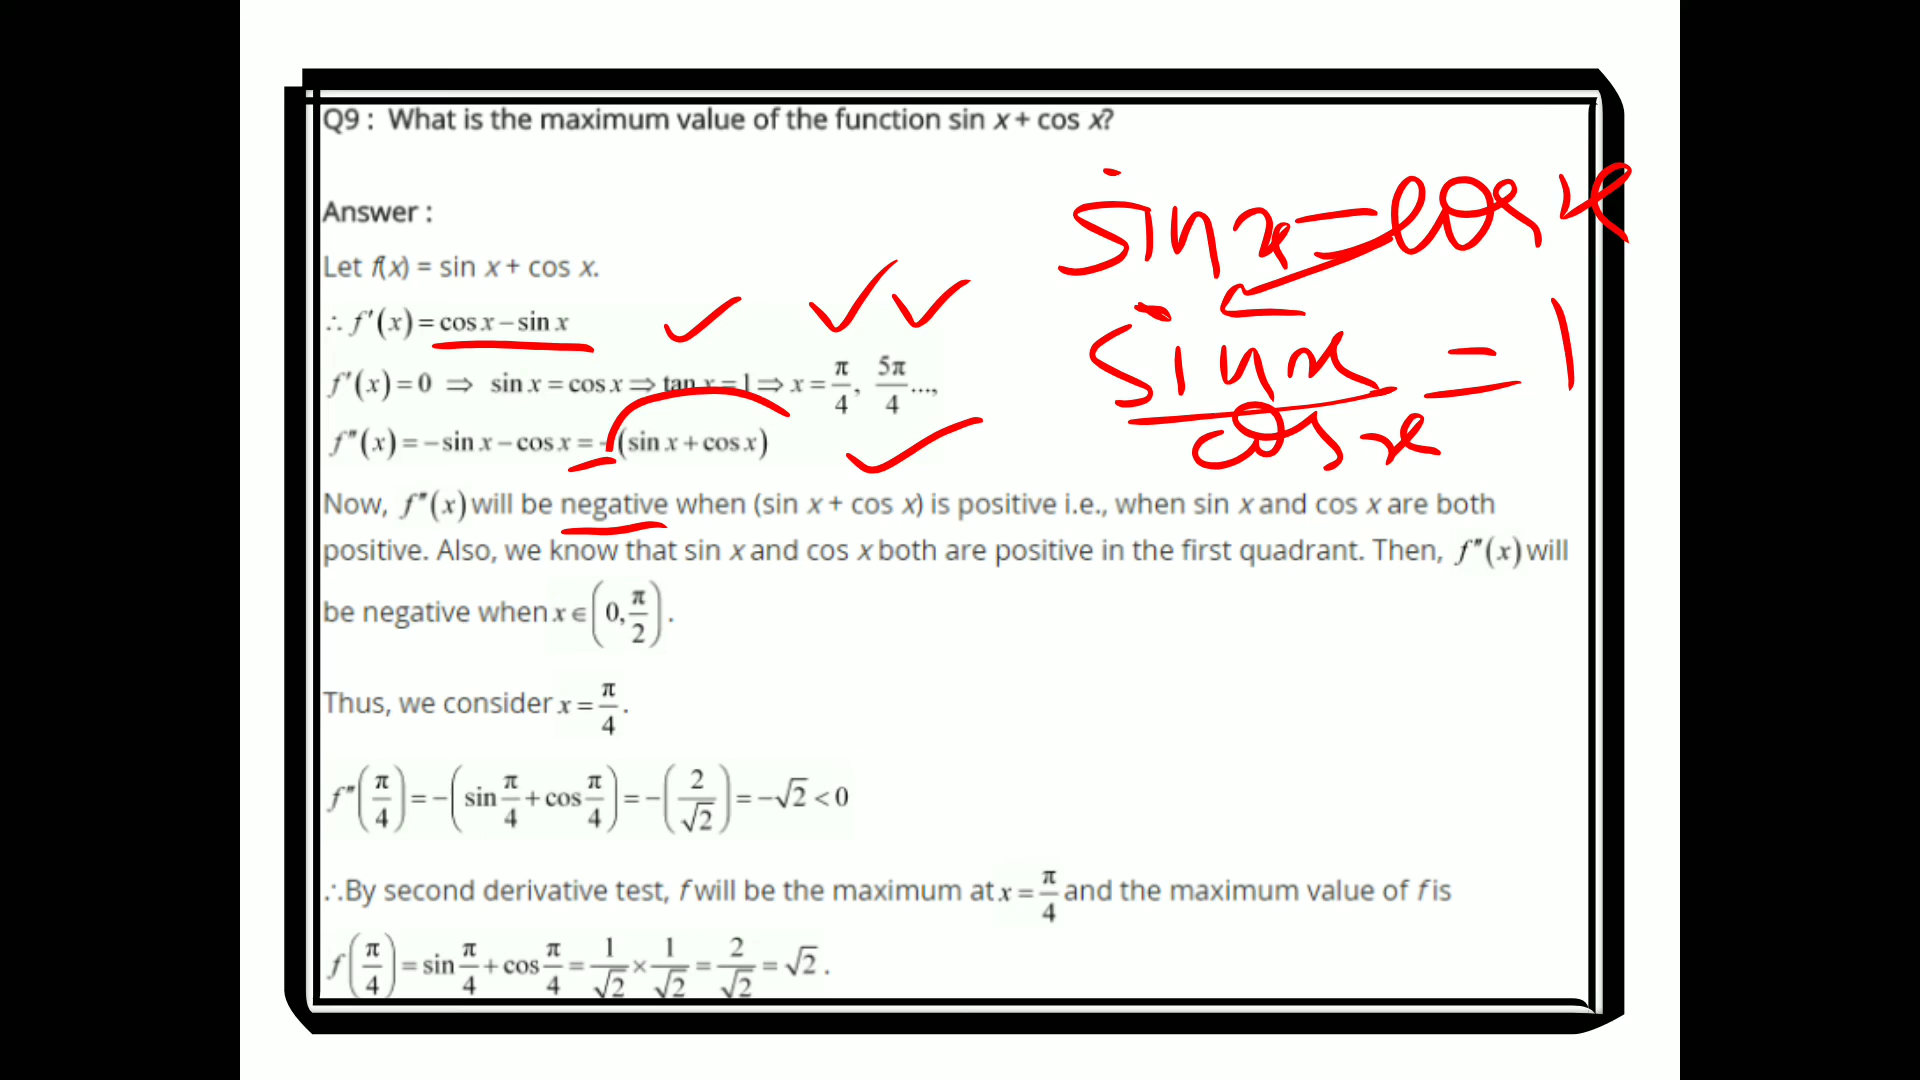 Q9 : What is the maximum value of the function sin x + cos x?
Answer :
Let f(x) = sin x + cos x.
∴ f′(x) = cos x − sin x
f′(x) = 0 ⇒ sin x = cos x ⇒ tan x = 1 ⇒ x = π/4, 5π/4 ...,
f″(x) = − sin x − cos x = −(sin x + cos x)
Now, f″(x) will be negative when (sin x + cos x) is positive i.e., when sin x and cos x are both
positive. Also, we know that sin x and cos x both are positive in the first quadrant. Then, f″(x) will
be negative when x ∈ (0, π/2).
Thus, we consider x = π/4.
f″(π/4) = −(sin π/4 + cos π/4) = −(2/√2) = −√2 < 0
∴By second derivative test, f will be the maximum at x = π/4 and the maximum value of f is
f(π/4) = sin π/4 + cos π/4 = 1/√2 × 1/√2 = 2/√2 = √2 .
sin x = cos x
sin x / cos x = 1